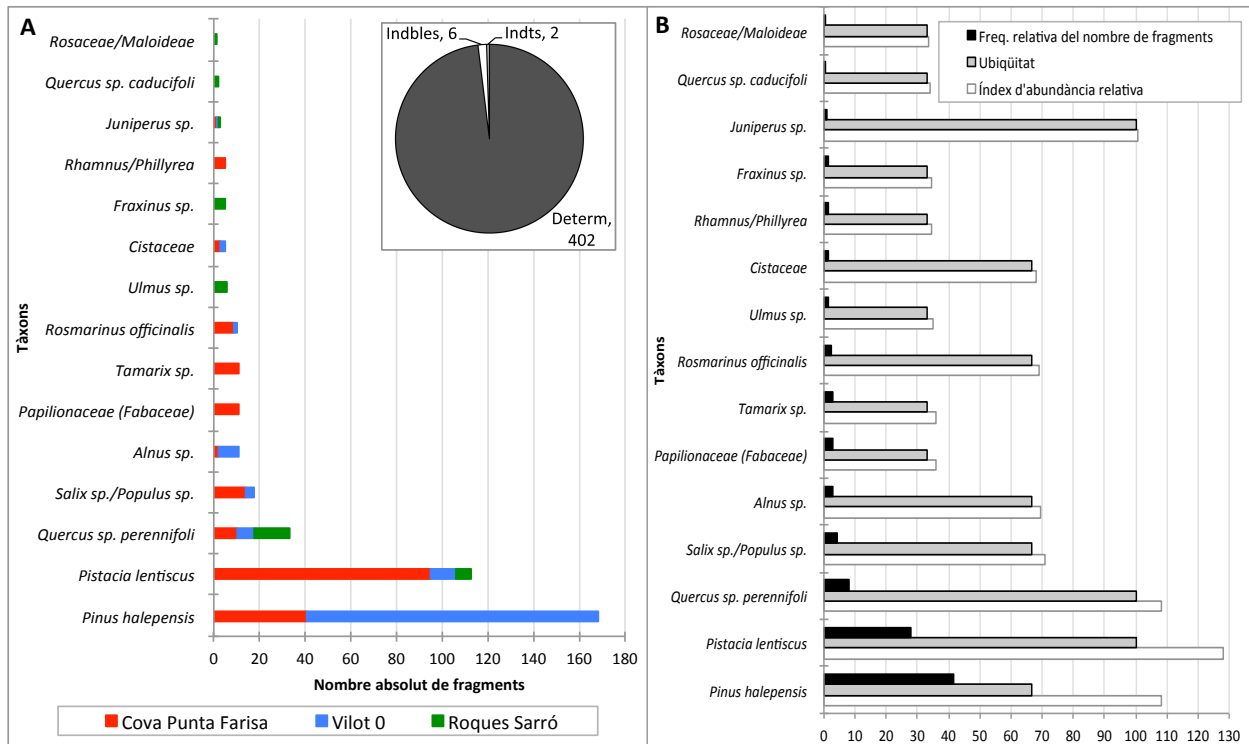 A
Rosaceae/Maloideae
Quercus sp. caducifoli
Juniperus sp.
Rhamnus/Phillyrea
Fraxinus sp.
Cistaceae
Ulmus sp.
Rosmarinus officinalis
Tamarix sp.
Papilionaceae (Fabaceae)
Alnus sp.
Salix sp./Populus sp.
Quercus sp. perennifoli
Pistacia lentiscus
Pinus halepensis
Tàxons
0 20 40 60 80 100 120 140 160 180
Nombre absolut de fragments
Indbles, 6
Indts, 2
Determ, 402
Cova Punta Farisa
Vilot 0
Roques Sarró
B
Rosaceae/Maloideae
Quercus sp. caducifoli
Juniperus sp.
Fraxinus sp.
Rhamnus/Phillyrea
Cistaceae
Ulmus sp.
Rosmarinus officinalis
Tamarix sp.
Papilionaceae (Fabaceae)
Alnus sp.
Salix sp./Populus sp.
Quercus sp. perennifoli
Pistacia lentiscus
Pinus halepensis
Tàxons
0 10 20 30 40 50 60 70 80 90 100 110 120 130
Freq. relativa del nombre de fragments
Ubiqüitat
Índex d'abundància relativa